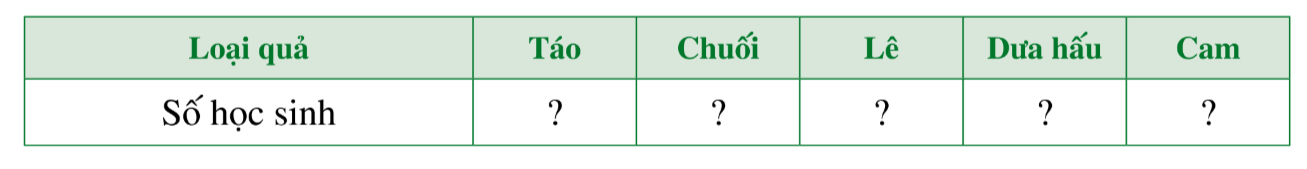 Loại quả Táo Chuối Lê Dưa hấu Cam
Số học sinh ? ? ? ? ?